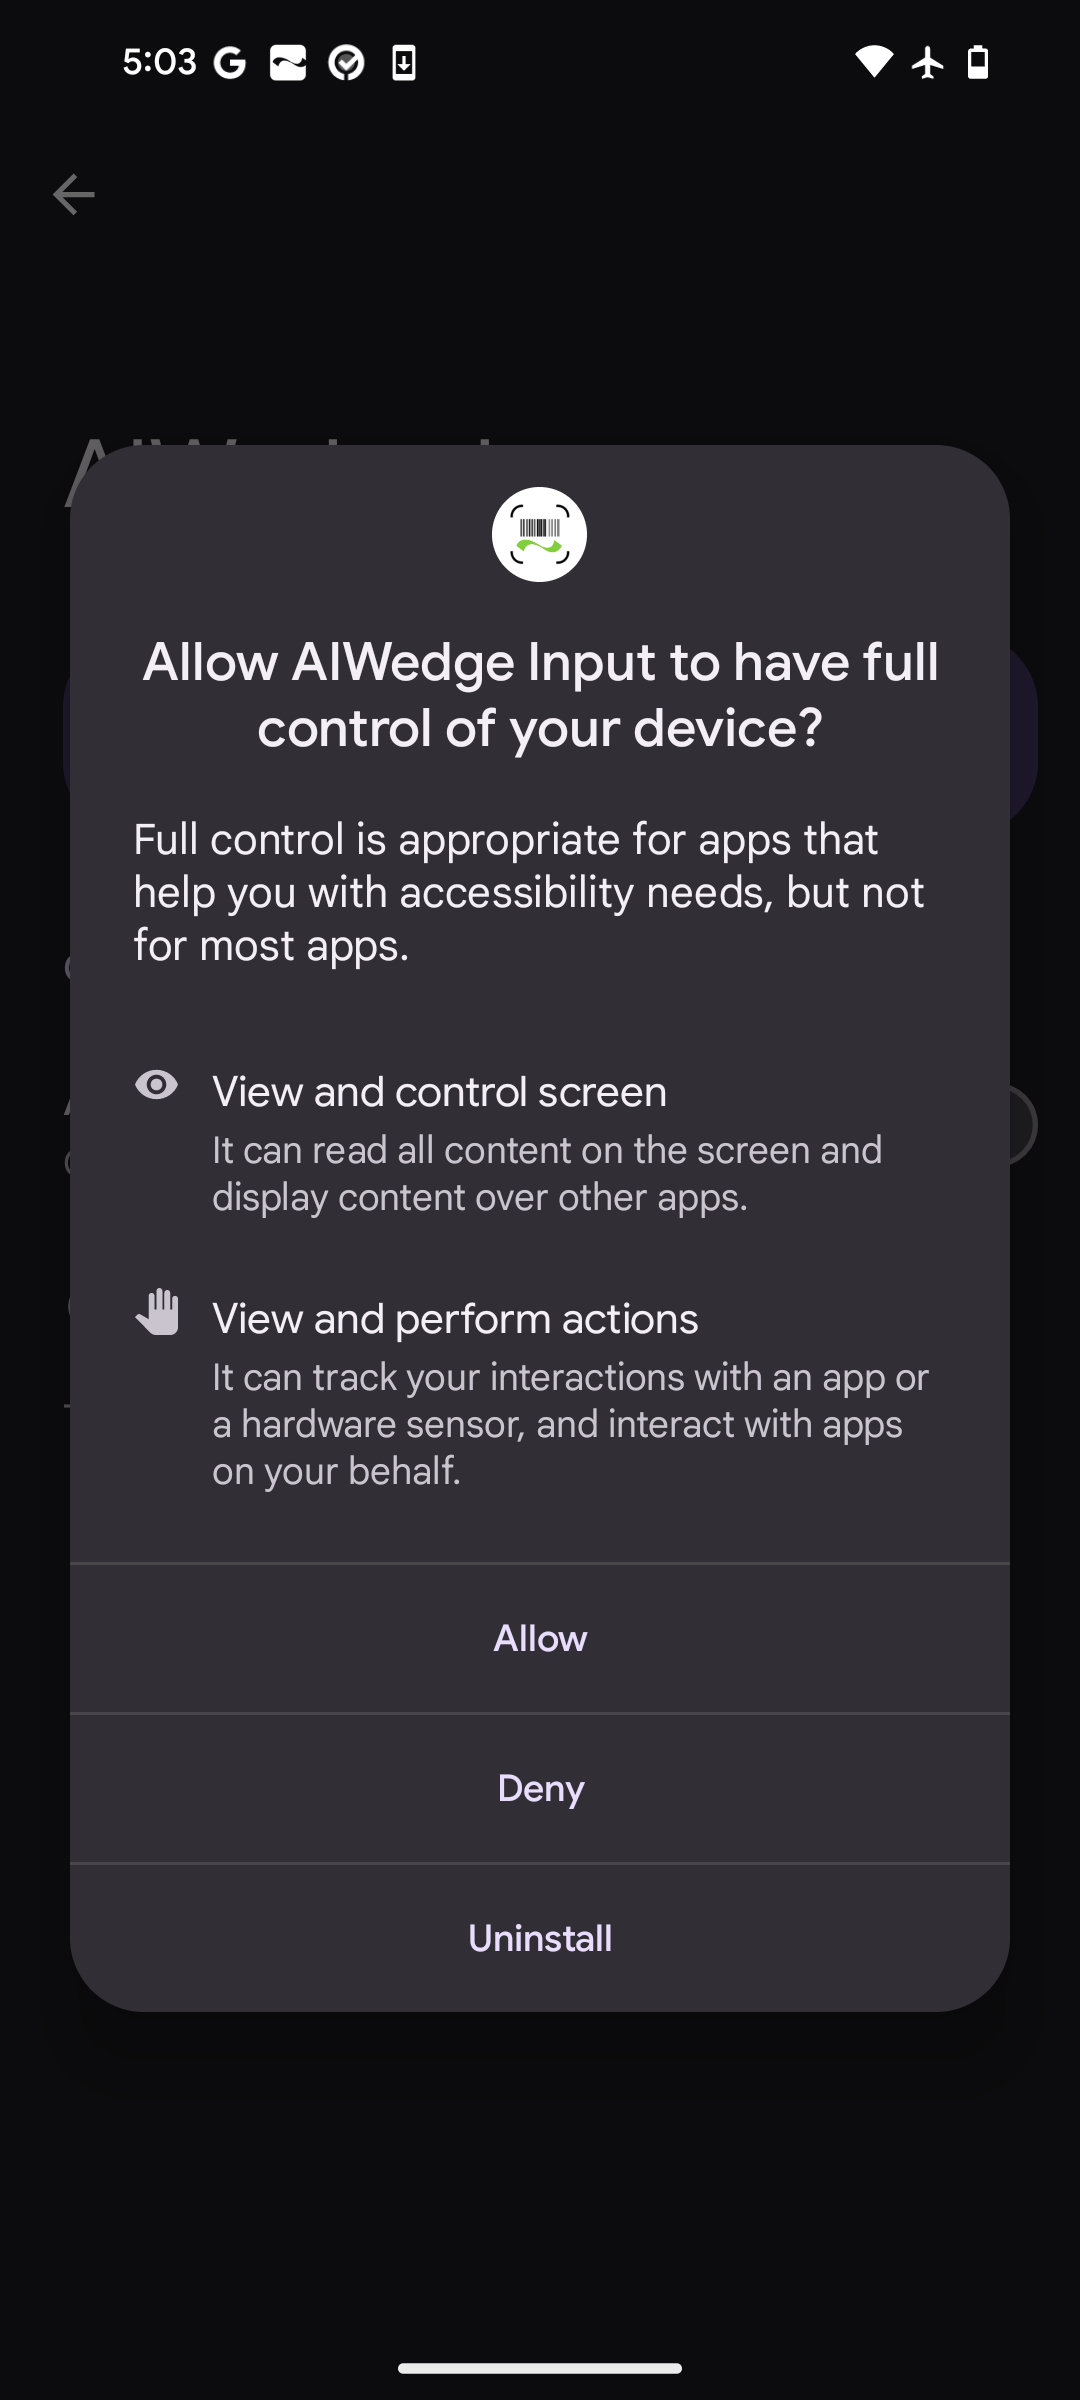 5:03
Allow AIWedge Input to have full
control of your device?
Full control is appropriate for apps that
help you with accessibility needs, but not
for most apps.
View and control screen
It can read all content on the screen and
display content over other apps.
View and perform actions
It can track your interactions with an app or
a hardware sensor, and interact with apps
on your behalf.
Allow
Deny
Uninstall